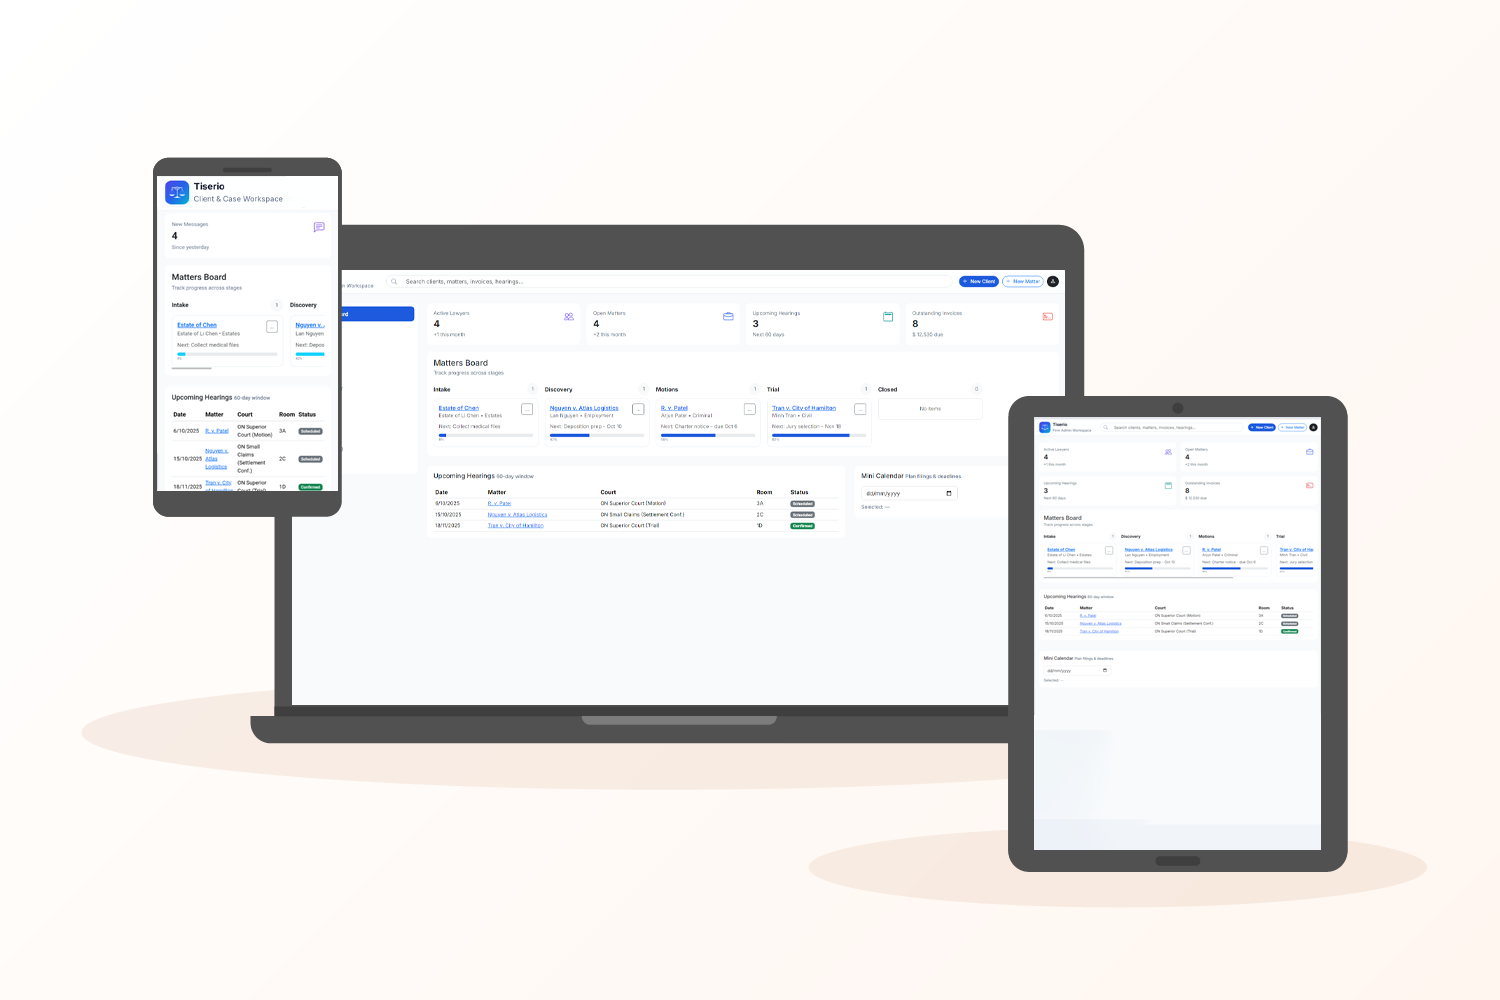 Tiserio
Client & Case Workspace
New Messages
4
Since yesterday
Matters Board
Track progress across stages
Intake 1 Discovery
Estate of Chen ... Nguyen v.
Estate of Li Chen • Estates Lan Nguyen
Next: Collect medical files Next: Depos
Upcoming Hearings 60-day window
Date Matter Court Room Status
6/10/2025 R. v. Patel ON Superior Court (Motion) 3A Scheduled
15/10/2025 Nguyen v. Atlas Logistics ON Small Claims (Settlement Conf.) 2C Scheduled
18/11/2025 Tran v. City of Hamilton ON Superior Court (Trial) 1D Confirmed
Workspace
Search clients, matters, invoices, hearings...
+ New Client + New Matter
Active Lawyers
4
+1 this month
Open Matters
4
+2 this month
Upcoming Hearings
3
Next 60 days
Outstanding Invoices
8
$ 12,530 due
Matters Board
Track progress across stages
Intake 1 Discovery 1 Motions 1 Trial 1 Closed 0
Estate of Chen ...
Estate of Li Chen • Estates
Next: Collect medical files
Nguyen v. Atlas Logistics ...
Lan Nguyen • Employment
Next: Deposition prep - Oct 10
R. v. Patel ...
Arjun Patel • Criminal
Next: Charter notice - due Oct 6
Tran v. City of Hamilton ...
Minh Tran • Civil
Next: Jury selection - Nov 18
No items
Upcoming Hearings 60-day window
Date Matter Court Room Status
6/10/2025 R. v. Patel ON Superior Court (Motion) 3A Scheduled
15/10/2025 Nguyen v. Atlas Logistics ON Small Claims (Settlement Conf.) 2C Scheduled
18/11/2025 Tran v. City of Hamilton ON Superior Court (Trial) 1D Confirmed
Mini Calendar Plan filings & deadlines
dd/mm/yyyy
Selected: —
Tiserio
Firm Admin Workspace
Search clients, matters, invoices, hearings...
+ New Client + New Matter
Active Lawyers
4
+1 this month
Open Matters
4
+2 this month
Upcoming Hearings
3
Next 60 days
Outstanding Invoices
8
$ 12,530 due
Matters Board
Track progress across stages
Intake 1 Discovery 1 Motions 1 Trial
Estate of Chen ...
Estate of Li Chen • Estates
Next: Collect medical files
Nguyen v. Atlas Logistics ...
Lan Nguyen • Employment
Next: Deposition prep - Oct 10
R. v. Patel ...
Arjun Patel • Criminal
Next: Charter notice - due Oct 6
Tran v. City of Ha
Minh Tran • Civil
Next: Jury selection
Upcoming Hearings 60-day window
Date Matter Court Room Status
6/10/2025 R. v. Patel ON Superior Court (Motion) 3A Scheduled
15/10/2025 Nguyen v. Atlas Logistics ON Small Claims (Settlement Conf.) 2C Scheduled
18/11/2025 Tran v. City of Hamilton ON Superior Court (Trial) 1D Confirmed
Mini Calendar Plan filings & deadlines
dd/mm/yyyy
Selected: —